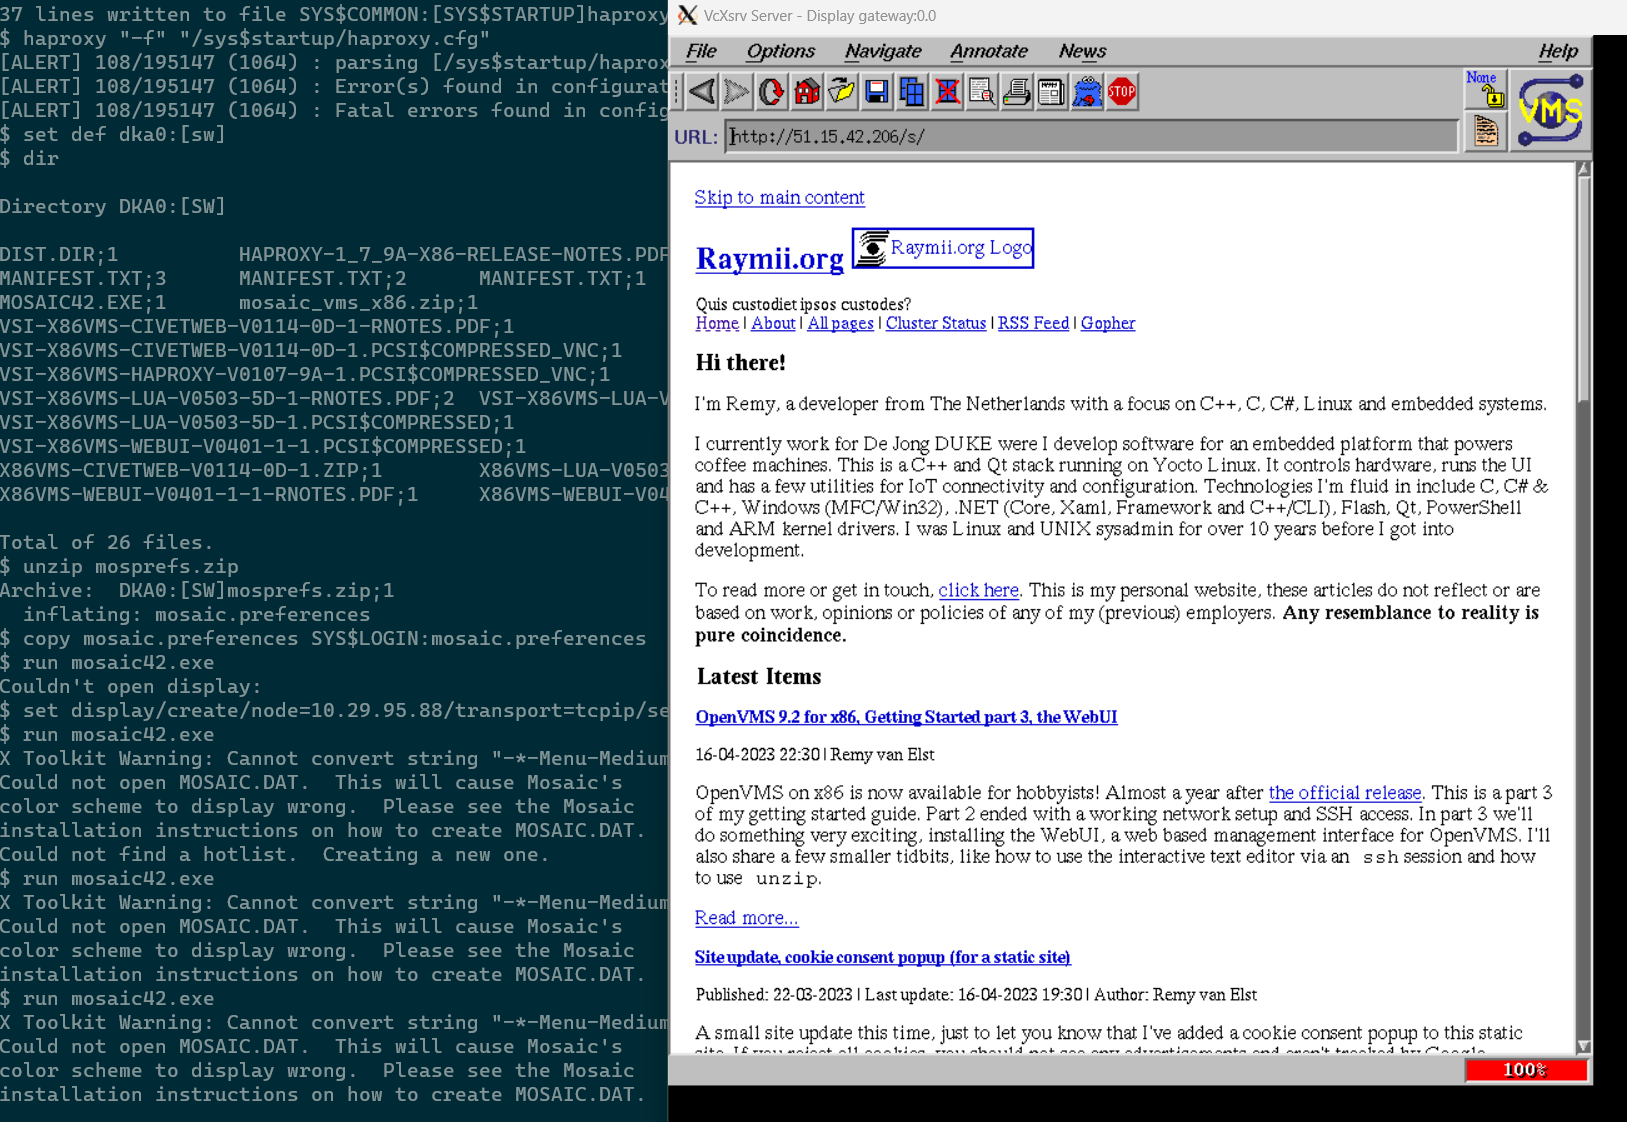 37 lines written to file SYS$COMMON:[SYS$STARTUP]haproxy
$ haproxy "-f" "/sys$startup/haproxy.cfg"
[ALERT] 108/195147 (1064) : parsing [/sys$startup/haprox
[ALERT] 108/195147 (1064) : Error(s) found in configurat
[ALERT] 108/195147 (1064) : Fatal errors found in config
$ set def dka0:[sw]
$ dir
Directory DKA0:[SW]
DIST.DIR;1 HAPROXY-1_7_9A-X86-RELEASE-NOTES.PDF
MANIFEST.TXT;3 MANIFEST.TXT;2 MANIFEST.TXT;1
MOSAIC42.EXE;1 mosaic_vms_x86.zip;1
VSI-X86VMS-CIVETWEB-V0114-0D-1-RNOTES.PDF;1
VSI-X86VMS-CIVETWEB-V0114-0D-1.PCSI$COMPRESSED_VNC;1
VSI-X86VMS-HAPROXY-V0107-9A-1.PCSI$COMPRESSED_VNC;1
VSI-X86VMS-LUA-V0503-5D-1-RNOTES.PDF;2 VSI-X86VMS-LUA-V
VSI-X86VMS-LUA-V0503-5D-1.PCSI$COMPRESSED;1
VSI-X86VMS-WEBUI-V0401-1-1.PCSI$COMPRESSED;1
X86VMS-CIVETWEB-V0114-0D-1.ZIP;1 X86VMS-LUA-V0503
X86VMS-WEBUI-V0401-1-1-RNOTES.PDF;1 X86VMS-WEBUI-V04
Total of 26 files.
$ unzip mosprefs.zip
Archive: DKA0:[SW]mosprefs.zip;1
inflating: mosaic.preferences
$ copy mosaic.preferences SYS$LOGIN:mosaic.preferences
$ run mosaic42.exe
Couldn't open display:
$ set display/create/node=10.29.95.88/transport=tcpip/se
$ run mosaic42.exe
X Toolkit Warning: Cannot convert string "-*-Menu-Medium
Could not open MOSAIC.DAT. This will cause Mosaic's
color scheme to display wrong. Please see the Mosaic
installation instructions on how to create MOSAIC.DAT.
Could not find a hotlist. Creating a new one.
$ run mosaic42.exe
X Toolkit Warning: Cannot convert string "-*-Menu-Medium
Could not open MOSAIC.DAT. This will cause Mosaic's
color scheme to display wrong. Please see the Mosaic
installation instructions on how to create MOSAIC.DAT.
$ run mosaic42.exe
X Toolkit Warning: Cannot convert string "-*-Menu-Medium
Could not open MOSAIC.DAT. This will cause Mosaic's
color scheme to display wrong. Please see the Mosaic
installation instructions on how to create MOSAIC.DAT.
VcXsrv Server - Display gateway:0.0
File Options Navigate Annotate News Help
STOP
None
VMS
URL: http://51.15.42.206/s/
Skip to main content
Raymii.org Raymii.org Logo
Quis custodiet ipsos custodes?
Home | About | All pages | Cluster Status | RSS Feed | Gopher
Hi there!
I'm Remy, a developer from The Netherlands with a focus on C++, C, C#, Linux and embedded systems.
I currently work for De Jong DUKE were I develop software for an embedded platform that powers
coffee machines. This is a C++ and Qt stack running on Yocto Linux. It controls hardware, runs the UI
and has a few utilities for IoT connectivity and configuration. Technologies I'm fluid in include C, C# &
C++, Windows (MFC/Win32), .NET (Core, Xaml, Framework and C++/CLI), Flash, Qt, PowerShell
and ARM kernel drivers. I was Linux and UNIX sysadmin for over 10 years before I got into
development.
To read more or get in touch, click here. This is my personal website, these articles do not reflect or are
based on work, opinions or policies of any of my (previous) employers. Any resemblance to reality is
pure coincidence.
Latest Items
OpenVMS 9.2 for x86, Getting Started part 3, the WebUI
16-04-2023 22:30 | Remy van Elst
OpenVMS on x86 is now available for hobbyists! Almost a year after the official release. This is a part 3
of my getting started guide. Part 2 ended with a working network setup and SSH access. In part 3 we'll
do something very exciting, installing the WebUI, a web based management interface for OpenVMS. I'll
also share a few smaller tidbits, like how to use the interactive text editor via an ssh session and how
to use unzip.
Read more...
Site update, cookie consent popup (for a static site)
Published: 22-03-2023 | Last update: 16-04-2023 19:30 | Author: Remy van Elst
A small site update this time, just to let you know that I've added a cookie consent popup to this static
site. If you reject all cookies, you should not see any advertisements and aren't tracked by Google
100%